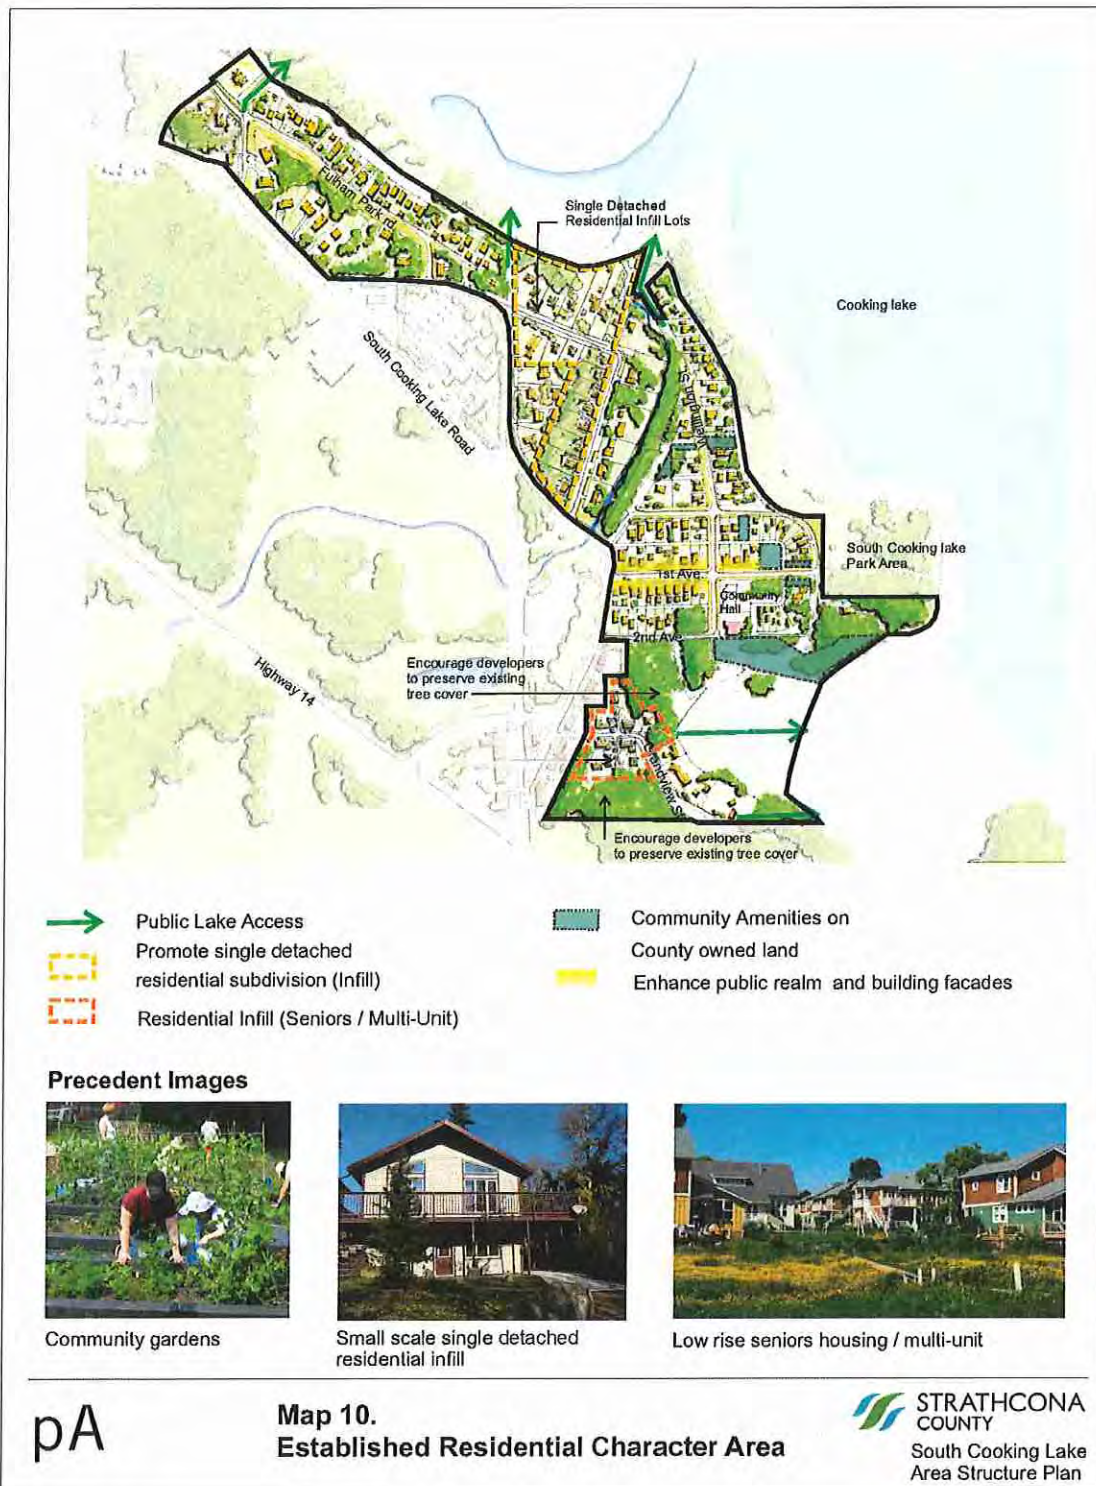 Single Detached
Residential Infill Lots
Fulham Park rd
Cooking lake
South Cooking Lake Road
South Cooking lake
Park Area
1st Ave.
Community
Hall
2nd Ave
Encourage developers
to preserve existing
tree cover
Highway 14
Grandview St
Encourage developers
to preserve existing tree cover
Public Lake Access
Promote single detached
residential subdivision (Infill)
Residential Infill (Seniors / Multi-Unit)
Community Amenities on
County owned land
Enhance public realm and building facades
Precedent Images
Community gardens
Small scale single detached
residential infill
Low rise seniors housing / multi-unit
pA
Map 10.
Established Residential Character Area
STRATHCONA
COUNTY
South Cooking Lake
Area Structure Plan